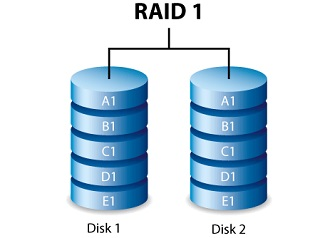 RAID 1
A1 A1
B1 B1
C1 C1
D1 D1
E1 E1
Disk 1 Disk 2